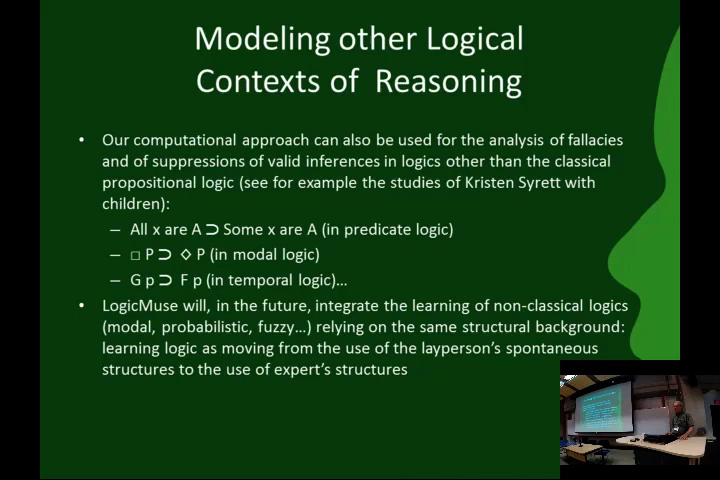 Modeling other Logical
Contexts of Reasoning
• Our computational approach can also be used for the analysis of fallacies
and of suppressions of valid inferences in logics other than the classical
propositional logic (see for example the studies of Kristen Syrett with
children):
– All x are A ⊃ Some x are A (in predicate logic)
– □ P ⊃ ◇ P (in modal logic)
– G p ⊃ F p (in temporal logic)…
• LogicMuse will, in the future, integrate the learning of non-classical logics
(modal, probabilistic, fuzzy…) relying on the same structural background:
learning logic as moving from the use of the layperson's spontaneous
structures to the use of expert's structures